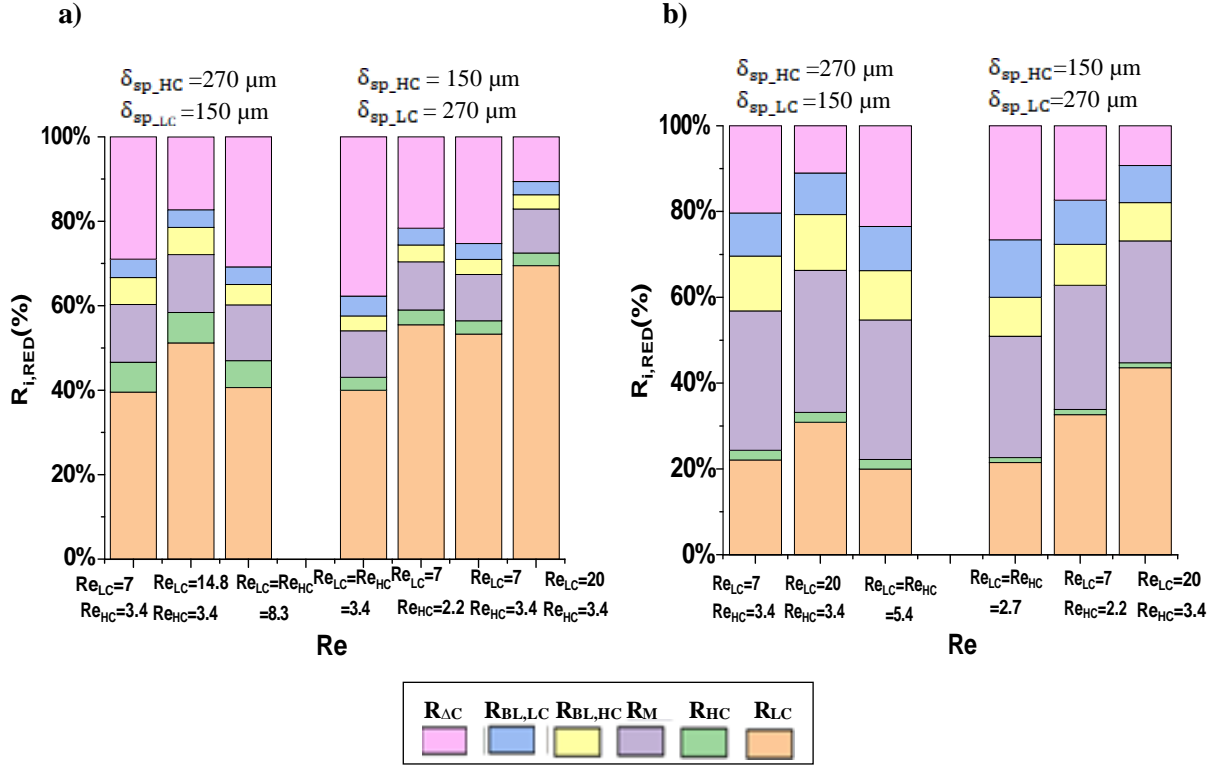 a)
b)
δsp_HC =270 μm
δsp_LC =150 μm
δsp_HC = 150 μm
δsp_LC = 270 μm
δsp_HC =270 μm
δsp_LC =150 μm
δsp_HC =150 μm
δsp_LC =270 μm
Ri,RED(%)
100%
80%
60%
40%
20%
0%
ReLC=7
ReHC=3.4
ReLC=14.8
ReHC=3.4
ReLC=ReHC
=8.3
ReLC=ReHC
=3.4
ReLC=7
ReHC=2.2
ReLC=7
ReHC=3.4
ReLC=20
ReHC=3.4
Re
Ri,RED(%)
100%
80%
60%
40%
20%
0%
ReLC=7
ReHC=3.4
ReLC=20
ReHC=3.4
ReLC=ReHC
=5.4
ReLC=ReHC
=2.7
ReLC=7
ReHC=2.2
ReLC=20
ReHC=3.4
Re
RΔC RBL,LC RBL,HC RM RHC RLC